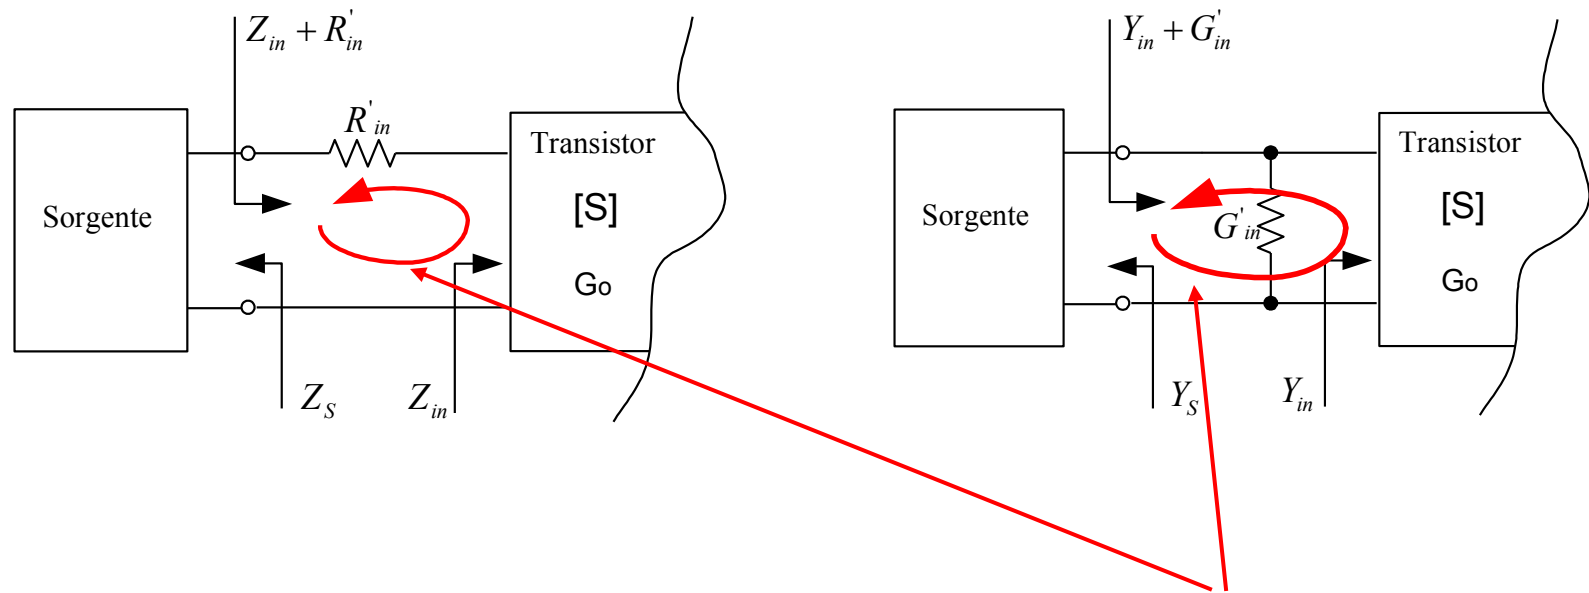 Z_in + R'_in
R'_in
Transistor
Sorgente
[S]
Go
Z_S
Z_in
Y_in + G'_in
Transistor
Sorgente
[S]
G'_in
Go
Y_S
Y_in